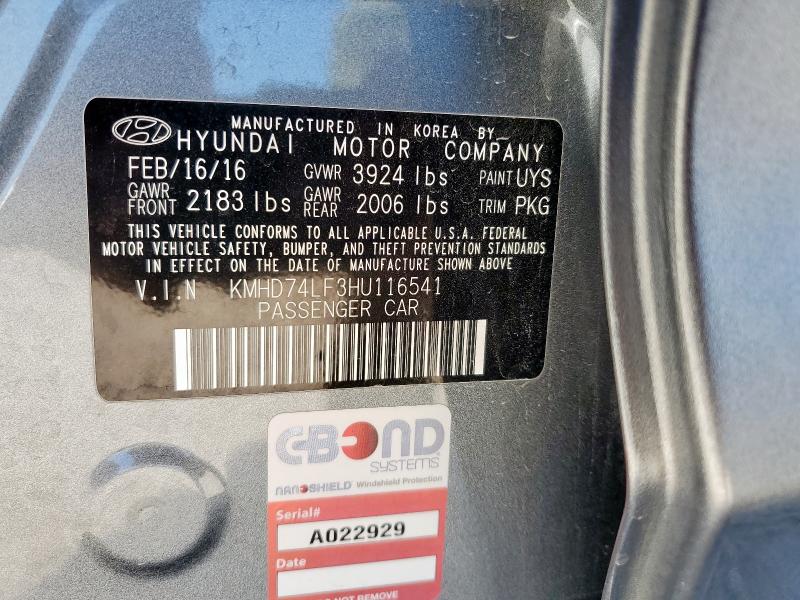 MANUFACTURED IN KOREA BY
HYUNDAI MOTOR COMPANY
FEB/16/16 GVWR 3924 lbs PAINT UYS
GAWR FRONT 2183 lbs GAWR REAR 2006 lbs TRIM PKG
THIS VEHICLE CONFORMS TO ALL APPLICABLE U.S.A. FEDERAL
MOTOR VEHICLE SAFETY, BUMPER, AND THEFT PREVENTION STANDARDS
IN EFFECT ON THE DATE OF MANUFACTURE SHOWN ABOVE
V.I.N KMHD74LF3HU116541
PASSENGER CAR
C-BOND
SYSTEMS
NANOSHIELD Windshield Protection
Serial#
A022929
Date
DO NOT REMOVE